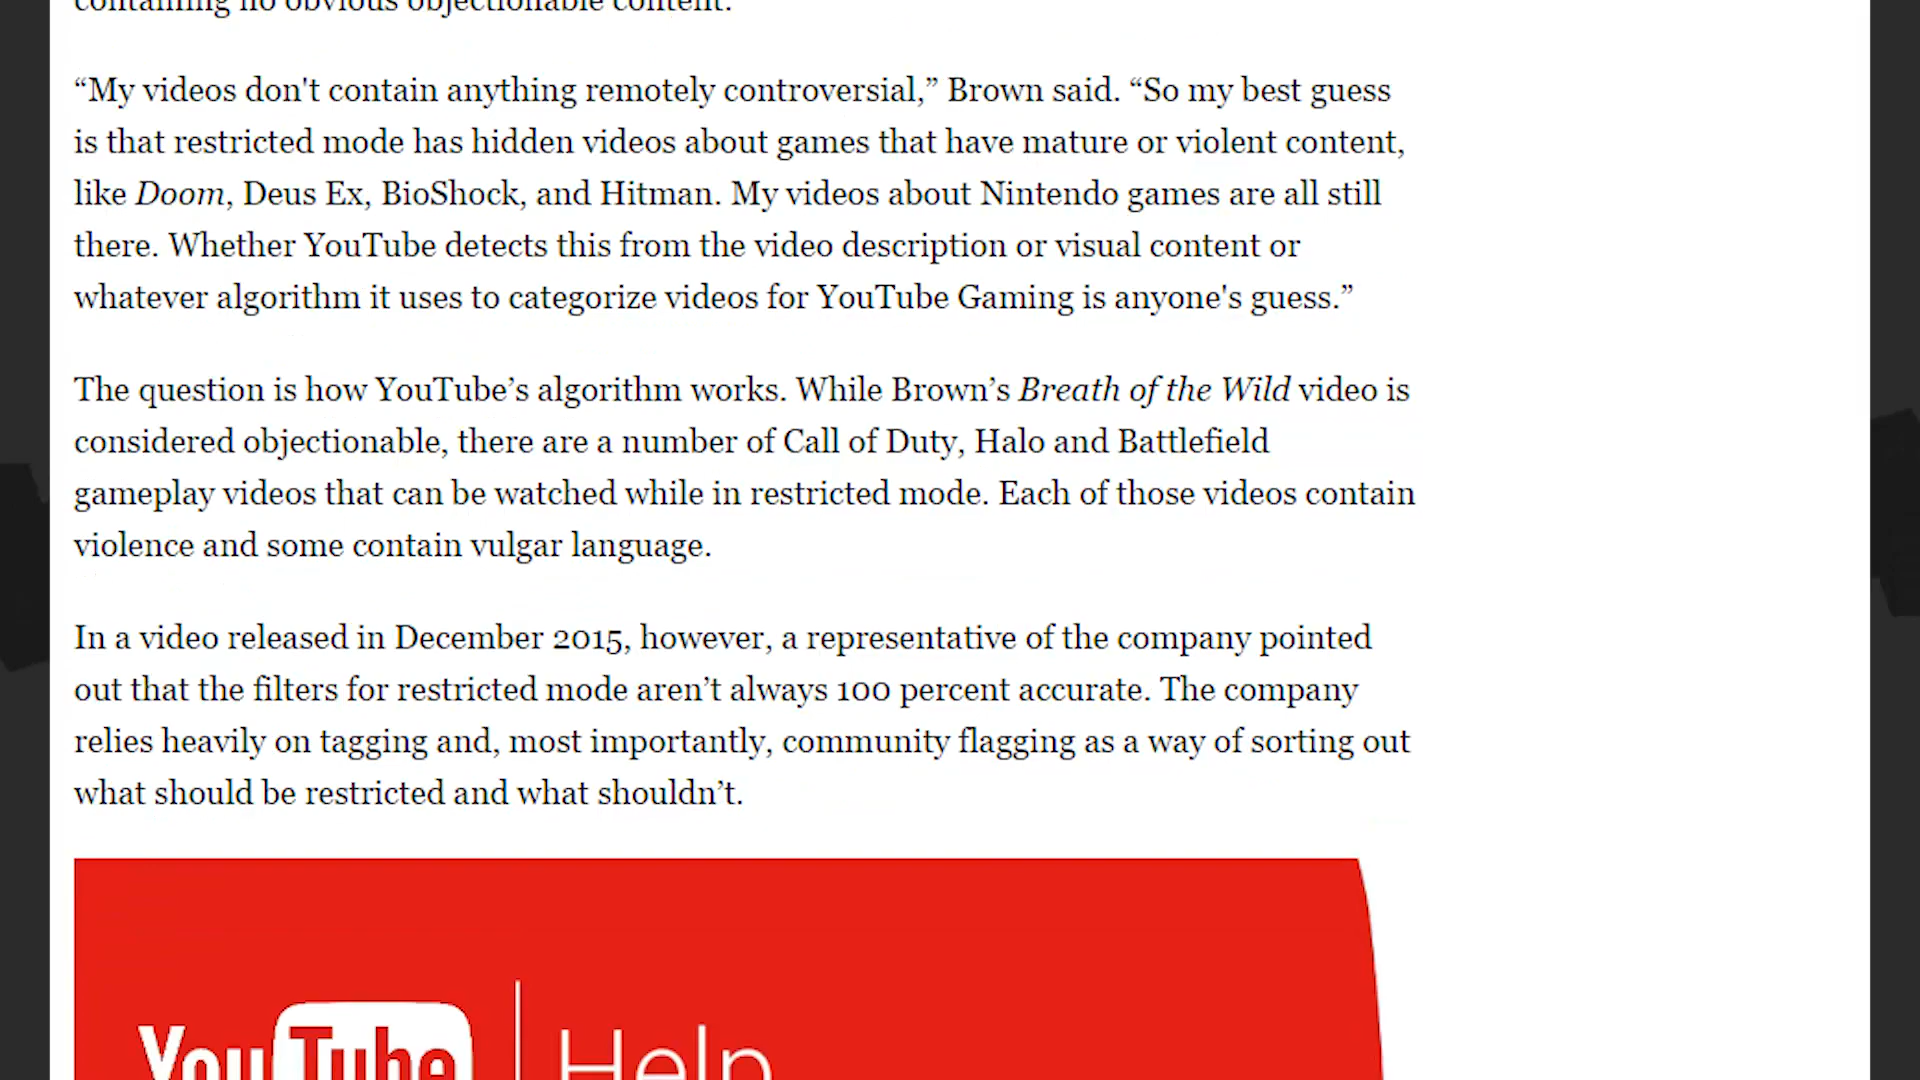 containing no obvious objectionable content.
“My videos don't contain anything remotely controversial,” Brown said. “So my best guess
is that restricted mode has hidden videos about games that have mature or violent content,
like Doom, Deus Ex, BioShock, and Hitman. My videos about Nintendo games are all still
there. Whether YouTube detects this from the video description or visual content or
whatever algorithm it uses to categorize videos for YouTube Gaming is anyone's guess.”
The question is how YouTube’s algorithm works. While Brown’s Breath of the Wild video is
considered objectionable, there are a number of Call of Duty, Halo and Battlefield
gameplay videos that can be watched while in restricted mode. Each of those videos contain
violence and some contain vulgar language.
In a video released in December 2015, however, a representative of the company pointed
out that the filters for restricted mode aren’t always 100 percent accurate. The company
relies heavily on tagging and, most importantly, community flagging as a way of sorting out
what should be restricted and what shouldn’t.
YouTube | Help